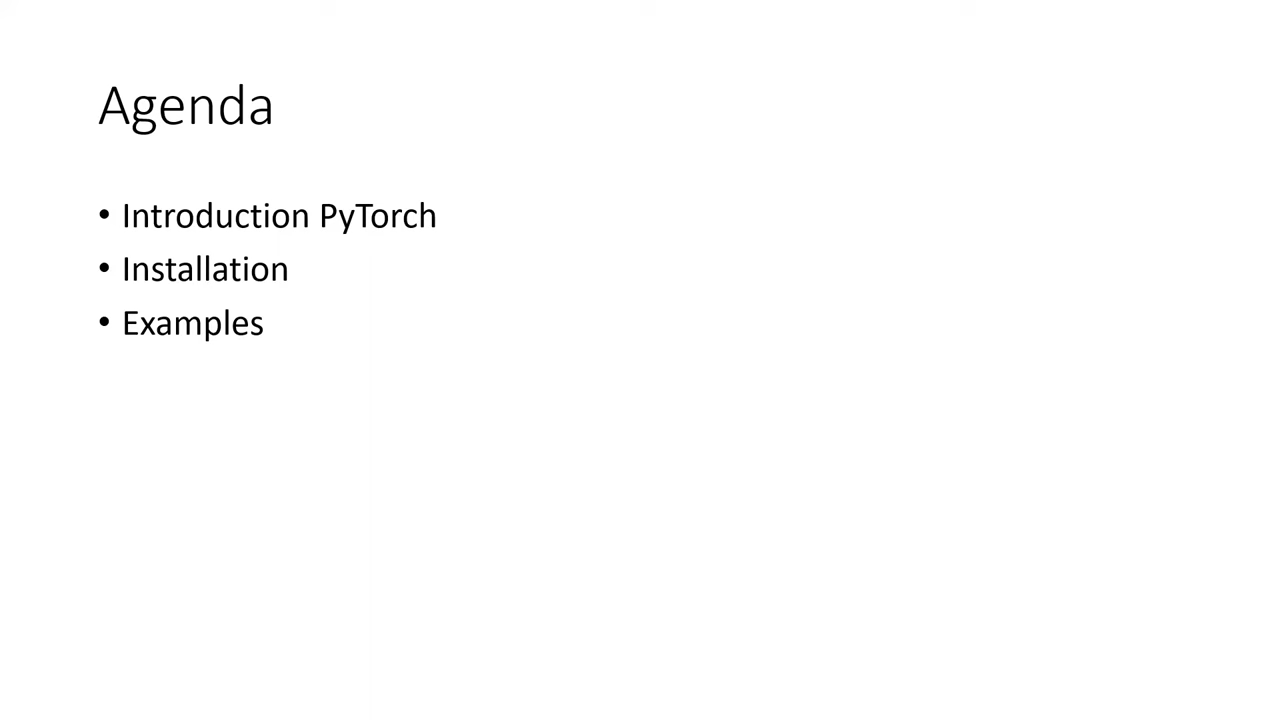 Agenda
• Introduction PyTorch
• Installation
• Examples